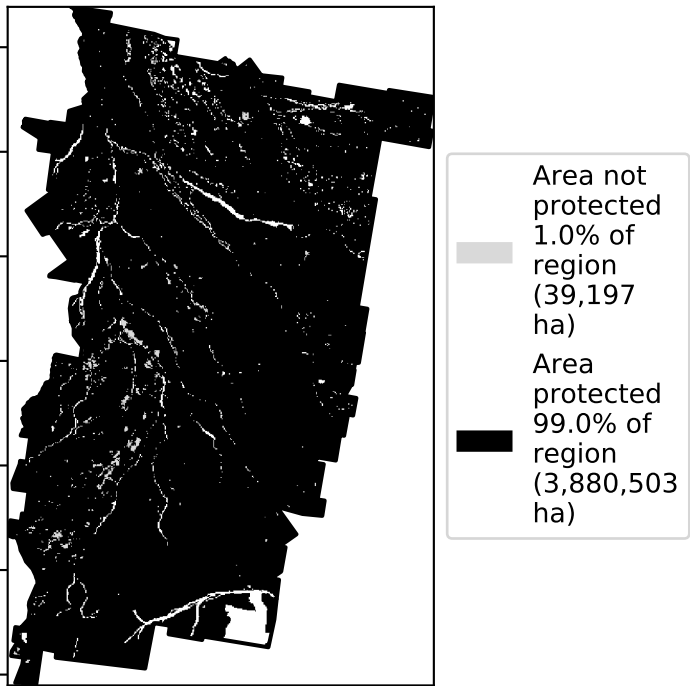 Area not
protected
1.0% of
region
(39,197
ha)
Area
protected
99.0% of
region
(3,880,503
ha)